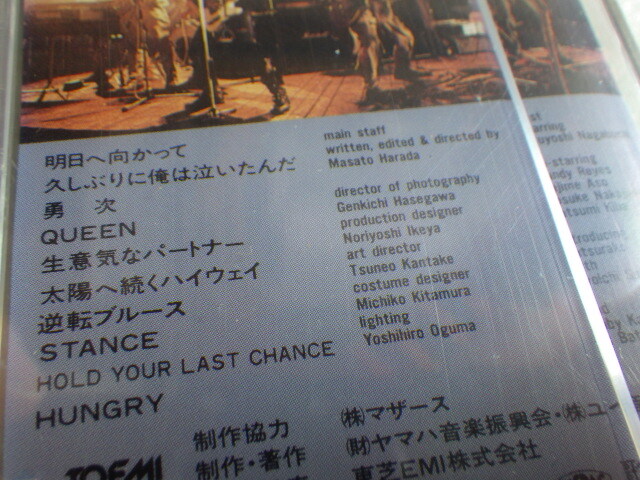 明日へ向かって
久しぶりに俺は泣いたんだ
勇 次
QUEEN
生意気なパートナー
太陽へ続くハイウェイ
逆転ブルース
STANCE
HOLD YOUR LAST CHANCE
HUNGRY
main staff
written, edited & directed by
Masato Harada
director of photography
Genkichi Hasegawa
production designer
Noriyoshi Ikeya
art director
Tsuneo Kantake
costume designer
Michiko Kitamura
lighting
Yoshihiro Oguma
Reyes
Aso
制作協力
制作・著作
㈱マザース
㈶ヤマハ音楽振興会・㈱ユイ
東芝EMI株式会社
TOEMI